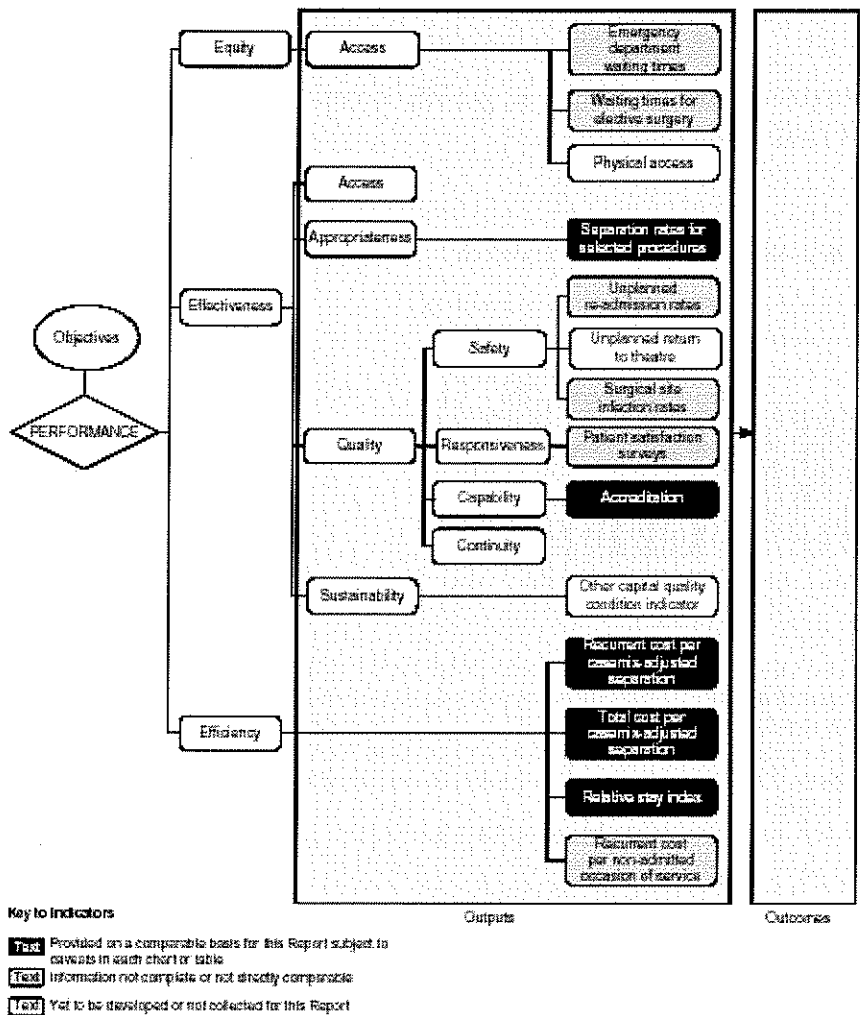 Equity
Access
Emergency
department
waiting times
Waiting times for
elective surgery
Physical access
Access
Appropriateness
Separation rates for
selected procedures
Effectiveness
Objectives
PERFORMANCE
Safety
Unplanned
re-admission rates
Unplanned return
to theatre
Surgical site
infection rates
Quality
Responsiveness
Patient satisfaction
surveys
Capability
Accreditation
Continuity
Sustainability
Other capital quality
condition indicator
Efficiency
Recurrent cost per
casemix-adjusted
separation
Total cost per
casemix-adjusted
separation
Relative stay index
Recurrent cost
per non-admitted
occasion of service
Outputs
Outcomes
Key to Indicators
Text Provided on a comparable basis for this Report subject to
caveats in each chart or table
Text Information not complete or not directly comparable
Text Yet to be developed or not collected for this Report